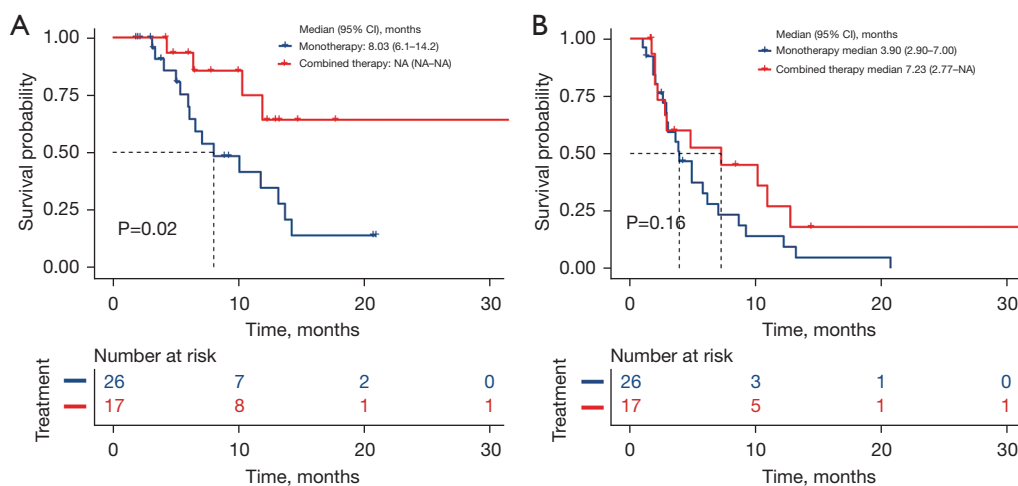 A
Median (95% CI), months
Monotherapy: 8.03 (6.1–14.2)
Combined therapy: NA (NA–NA)
Survival probability
1.00
0.75
0.50
0.25
0.00
P=0.02
0 10 20 30
Time, months
Number at risk
Treatment
26 7 2 0
17 8 1 1
0 10 20 30
Time, months
B
Median (95% CI), months
Monotherapy median 3.90 (2.90–7.00)
Combined therapy median 7.23 (2.77–NA)
Survival probability
1.00
0.75
0.50
0.25
0.00
P=0.16
0 10 20 30
Time, months
Number at risk
Treatment
26 3 1 0
17 5 1 1
0 10 20 30
Time, months